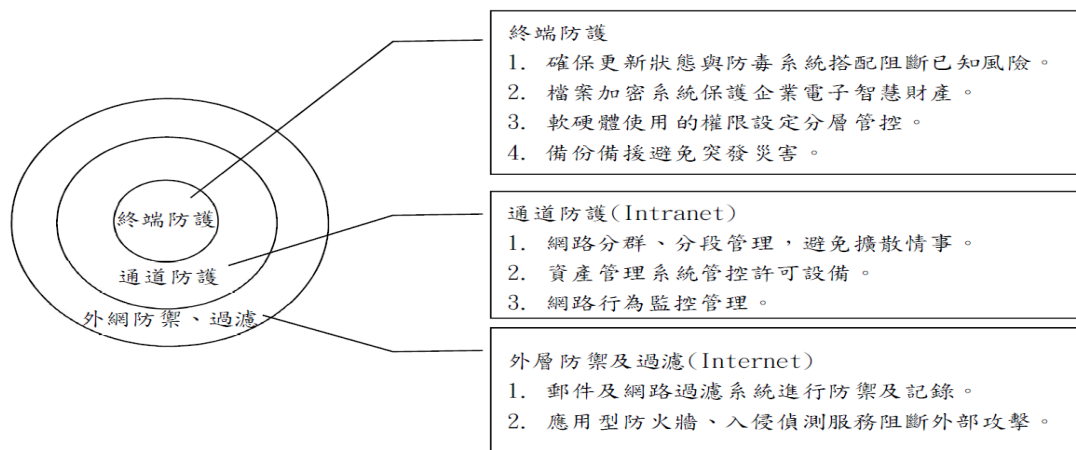 終端防護
通道防護
外網防禦、過濾
終端防護
1. 確保更新狀態與防毒系統搭配阻斷已知風險。
2. 檔案加密系統保護企業電子智慧財產。
3. 軟硬體使用的權限設定分層管控。
4. 備份備援避免突發災害。
通道防護(Intranet)
1. 網路分群、分段管理，避免擴散情事。
2. 資產管理系統管控許可設備。
3. 網路行為監控管理。
外層防禦及過濾(Internet)
1. 郵件及網路過濾系統進行防禦及記錄。
2. 應用型防火牆、入侵偵測服務阻斷外部攻擊。